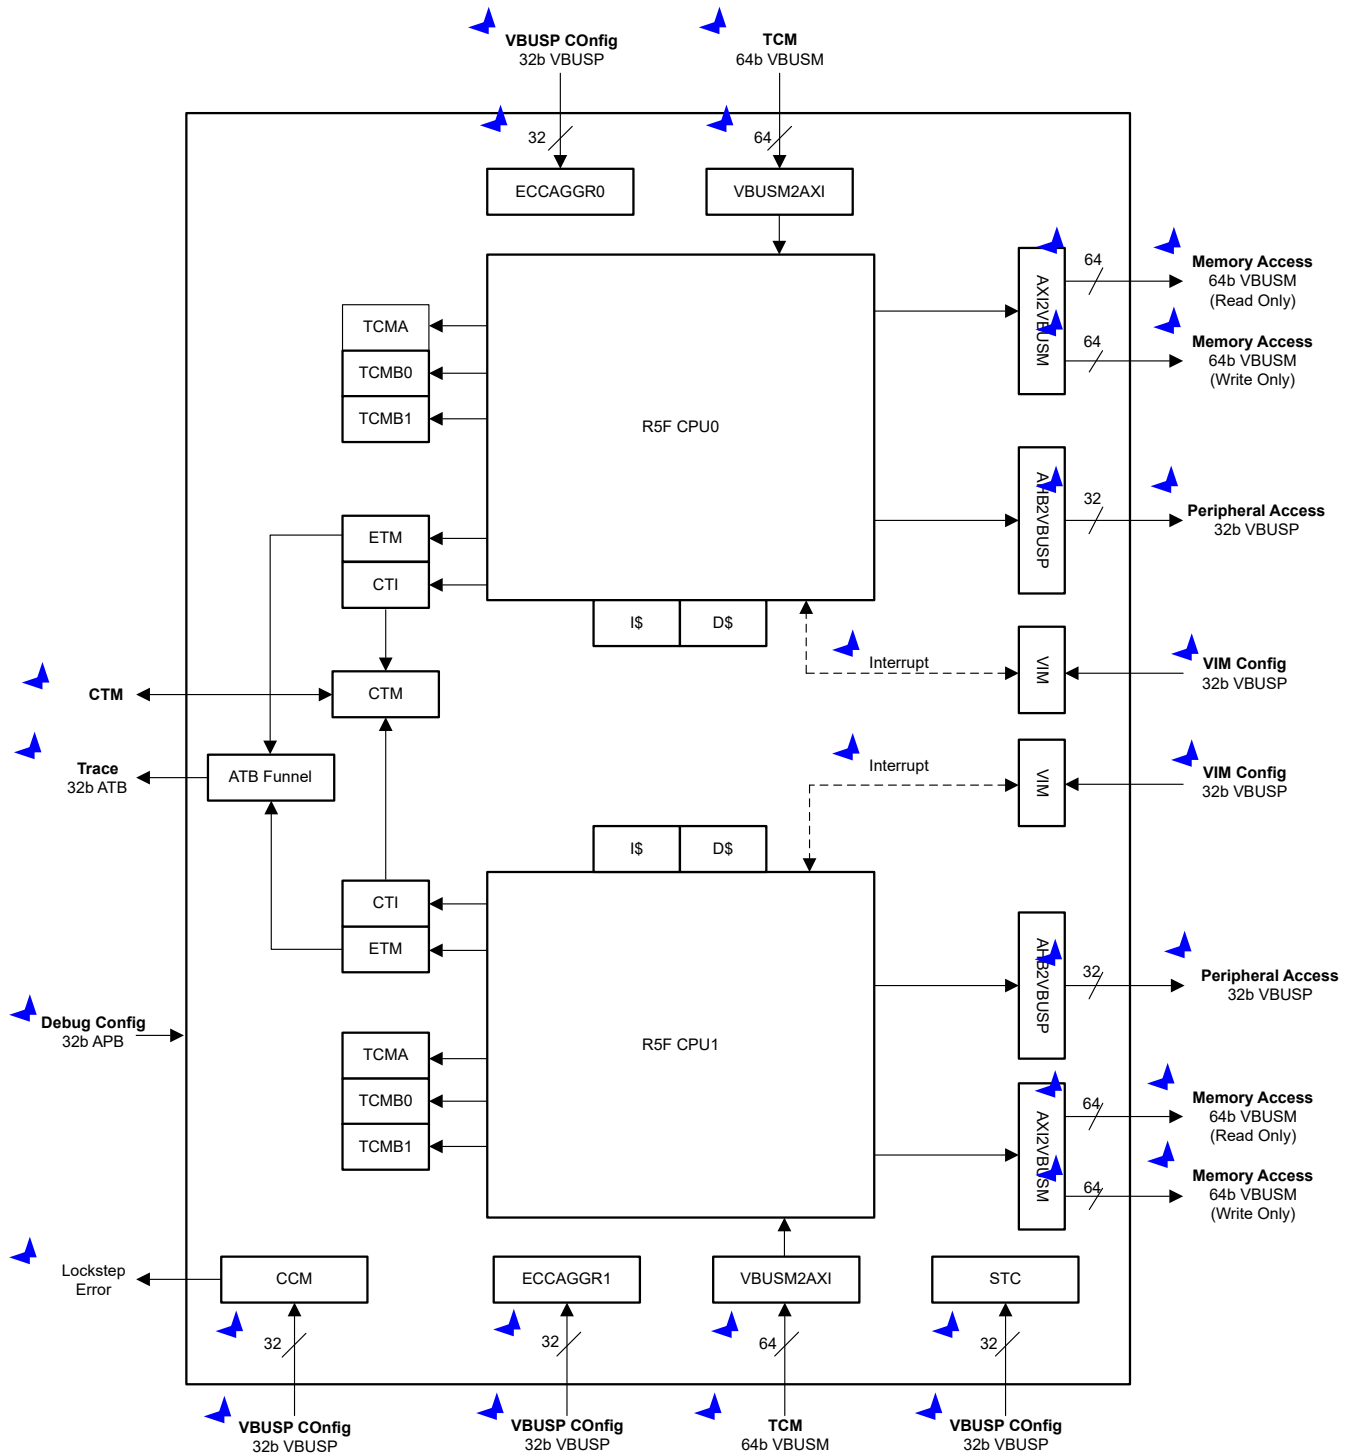 VBUSP COnfig
32b VBUSP
TCM
64b VBUSM
32
64
ECCAGGR0
VBUSM2AXI
AXI2VBUSM
64
Memory Access
64b VBUSM
(Read Only)
64
Memory Access
64b VBUSM
(Write Only)
TCMA
TCMB0
TCMB1
R5F CPU0
AHB2VBUSP
32
Peripheral Access
32b VBUSP
ETM
CTI
I$
D$
Interrupt
VIM
VIM Config
32b VBUSP
CTM
CTM
Trace
32b ATB
ATB Funnel
Interrupt
VIM
VIM Config
32b VBUSP
I$
D$
CTI
ETM
AHB2VBUSP
32
Peripheral Access
32b VBUSP
Debug Config
32b APB
TCMA
TCMB0
TCMB1
R5F CPU1
AXI2VBUSM
64
Memory Access
64b VBUSM
(Read Only)
64
Memory Access
64b VBUSM
(Write Only)
Lockstep
Error
CCM
ECCAGGR1
VBUSM2AXI
STC
32
32
64
32
VBUSP COnfig
32b VBUSP
VBUSP COnfig
32b VBUSP
TCM
64b VBUSM
VBUSP COnfig
32b VBUSP